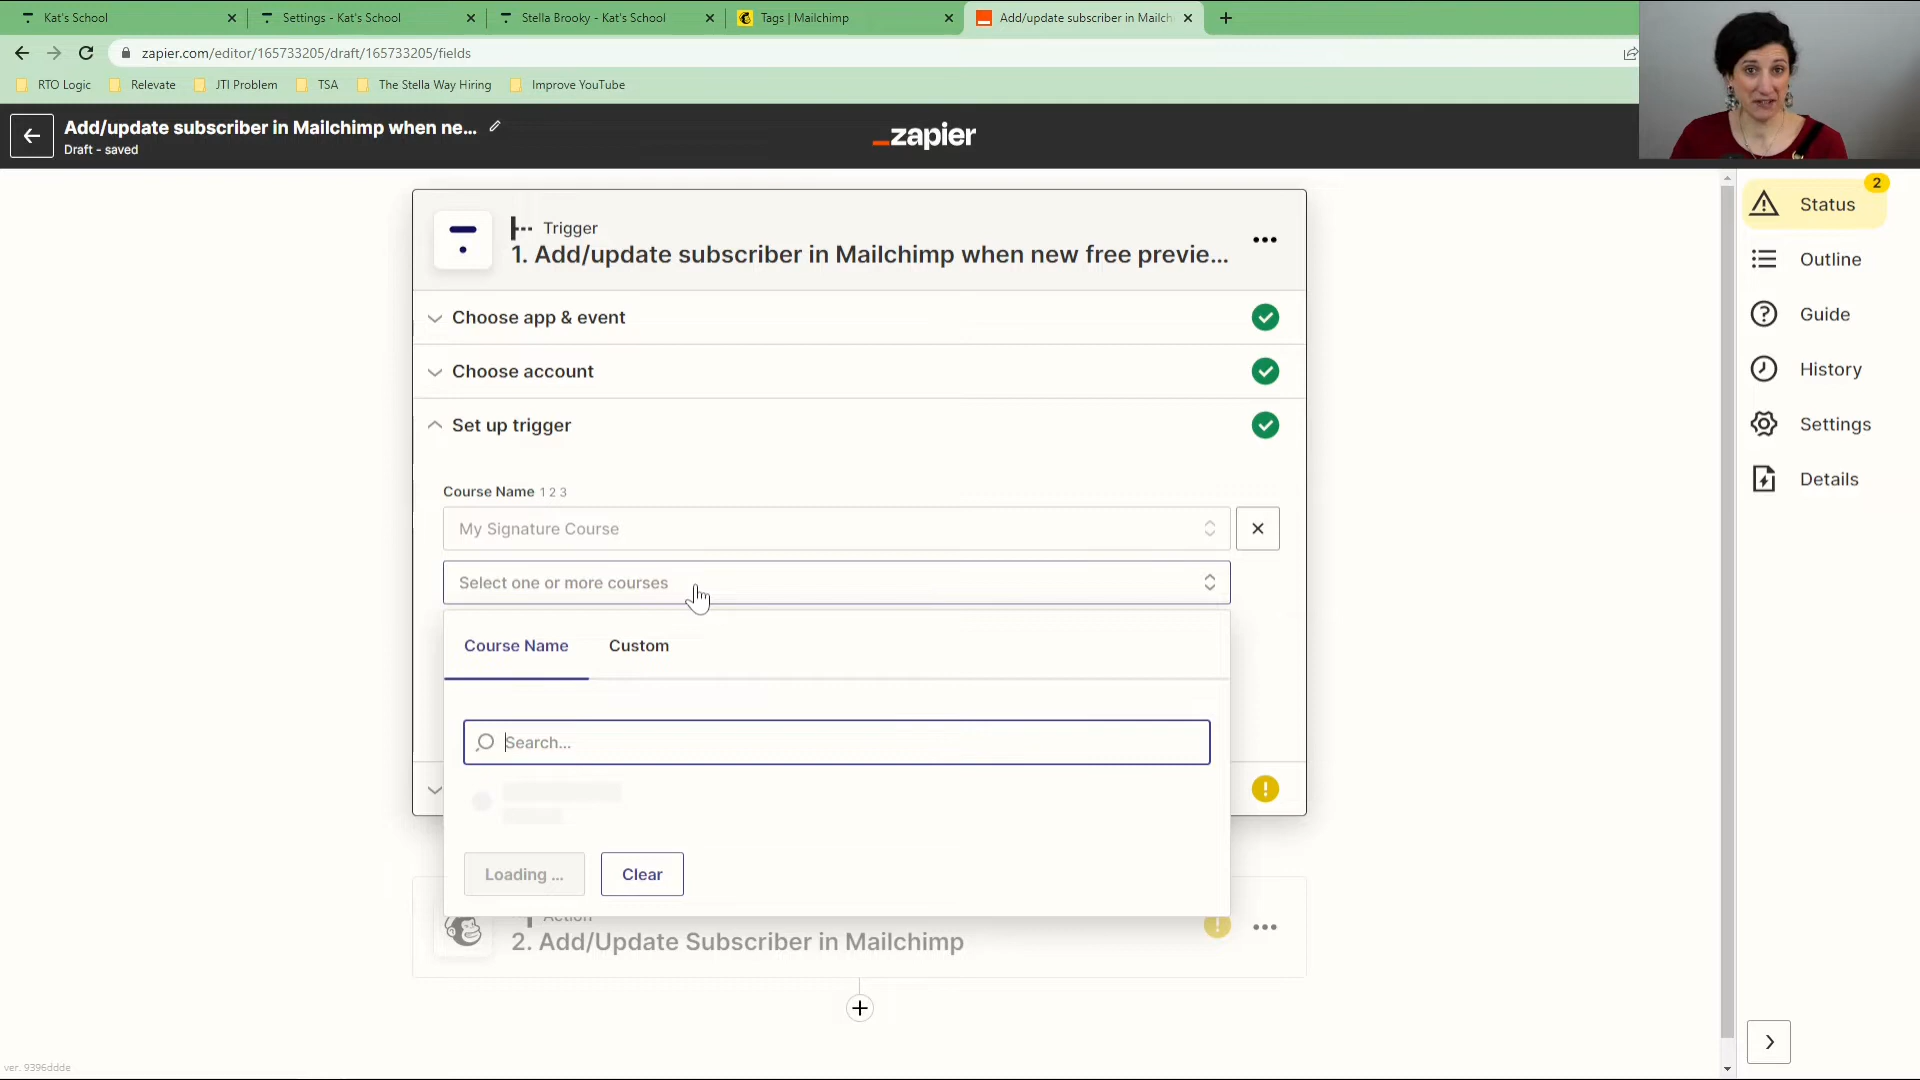 Kat's School
Settings - Kat's School
Stella Brooky - Kat's School
Tags | Mailchimp
Add/update subscriber in Mailch
zapier.com/editor/165733205/draft/165733205/fields
RTO Logic
Relevate
JTI Problem
TSA
The Stella Way Hiring
Improve YouTube
Add/update subscriber in Mailchimp when ne...
Draft - saved
zapier
2
Status
Outline
Guide
History
Settings
Details
Trigger
1. Add/update subscriber in Mailchimp when new free previe...
Choose app & event
Choose account
Set up trigger
Course Name 1 2 3
My Signature Course
Select one or more courses
Course Name
Custom
Search...
Loading ...
Clear
Action
2. Add/Update Subscriber in Mailchimp
ver. 9396ddde